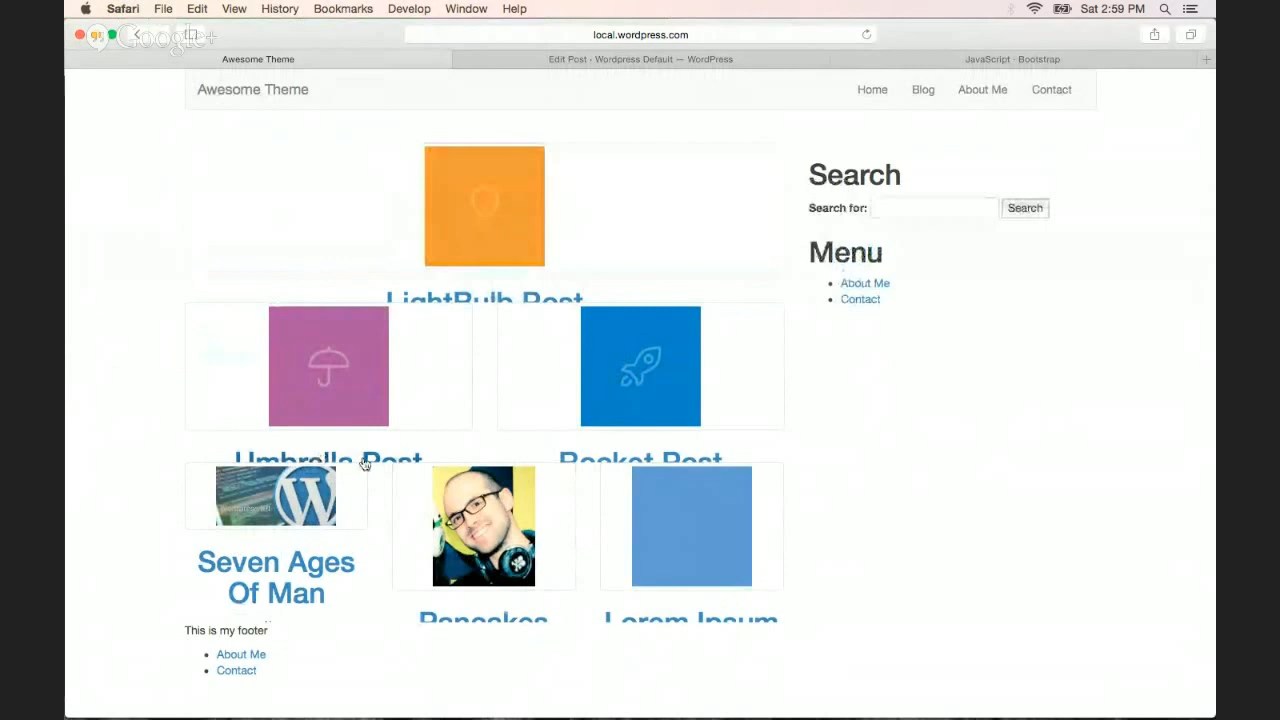 Safari File Edit View History Bookmarks Develop Window Help Sat 2:59 PM
Google+
local.wordpress.com
Awesome Theme Edit Post ‹ Wordpress Default — WordPress JavaScript · Bootstrap
Awesome Theme Home Blog About Me Contact
Search
Search for: Search
Menu
About Me
Contact
LightBulb Post
Umbrella Post Rocket Post
Seven Ages
Of Man
Pancakes Lorem Ipsum
This is my footer
About Me
Contact